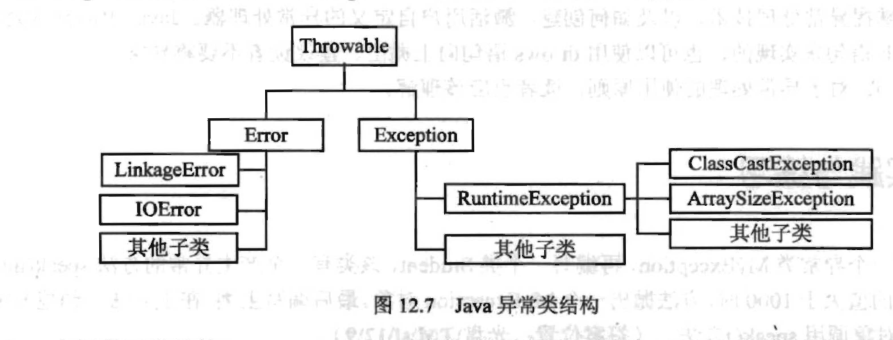 Throwable
Error
Exception
LinkageError
IOError
其他子类
RuntimeException
其他子类
ClassCastException
ArraySizeException
其他子类
图 12.7 Java 异常类结构